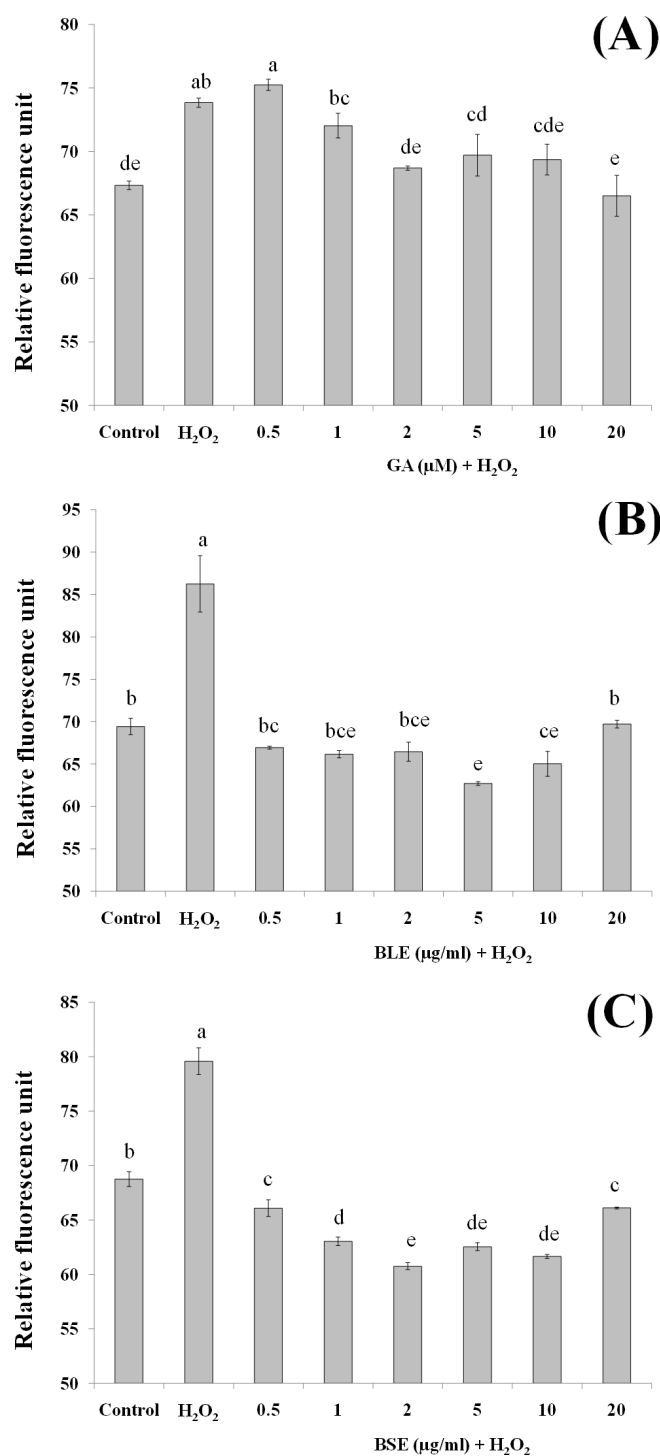 (A)
Relative fluorescence unit
80
75
70
65
60
55
50
de
ab
a
bc
de
cd
cde
e
Control H₂O₂ 0.5 1 2 5 10 20
GA (μM) + H₂O₂
(B)
Relative fluorescence unit
95
90
85
80
75
70
65
60
55
50
b
a
bc
bce
bce
e
ce
b
Control H₂O₂ 0.5 1 2 5 10 20
BLE (μg/ml) + H₂O₂
(C)
Relative fluorescence unit
85
80
75
70
65
60
55
50
b
a
c
d
e
de
de
c
Control H₂O₂ 0.5 1 2 5 10 20
BSE (μg/ml) + H₂O₂